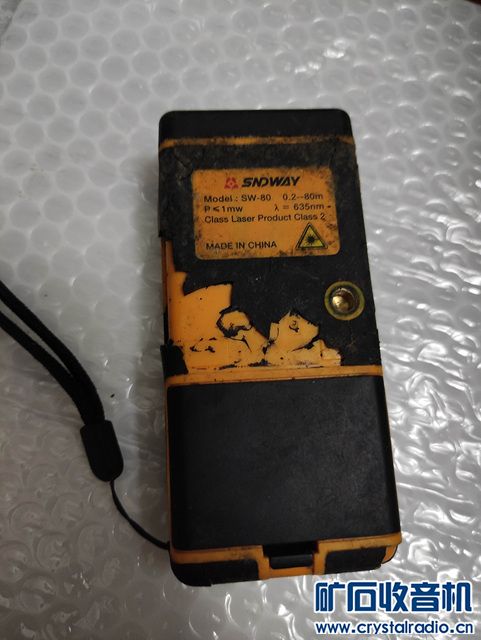 SNDWAY
Model : SW-80 0.2--80m
P≤1mw λ = 635nm
Class Laser Product Class 2
MADE IN CHINA
矿石收音机
www.crystalradio.cn